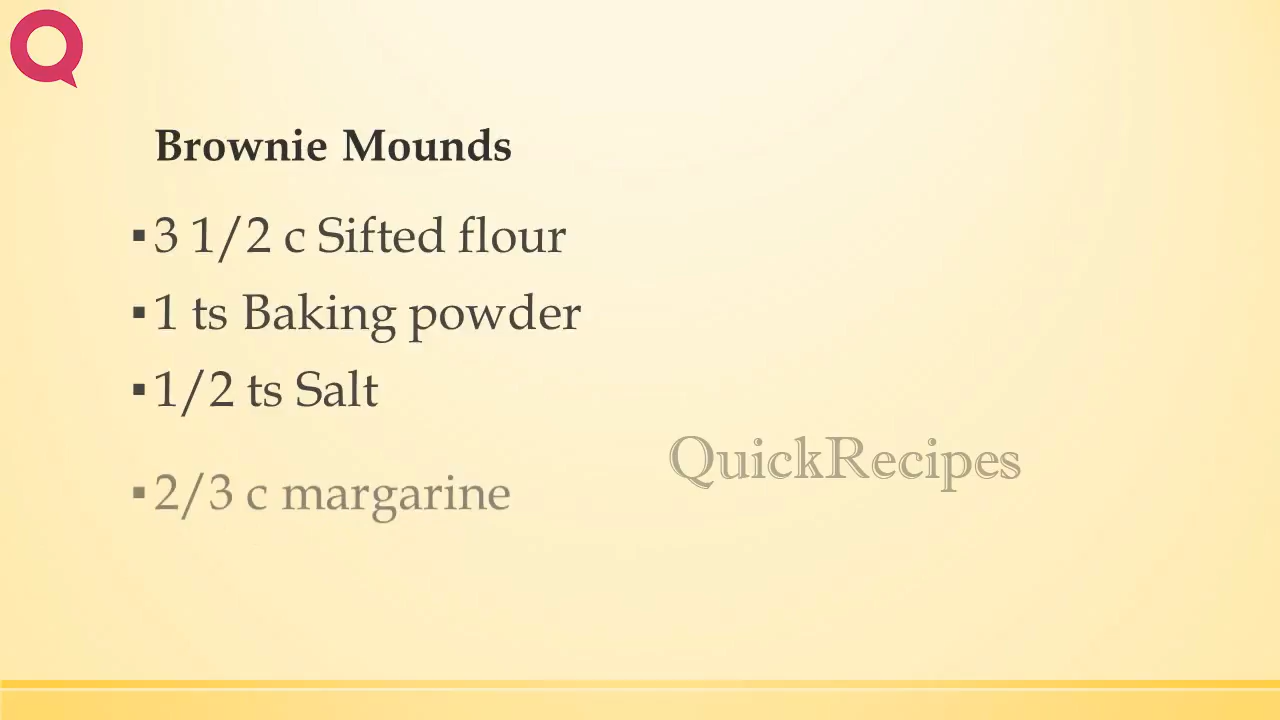 Brownie Mounds
▪3 1/2 c Sifted flour
▪1 ts Baking powder
▪1/2 ts Salt
▪2/3 c margarine
QuickRecipes